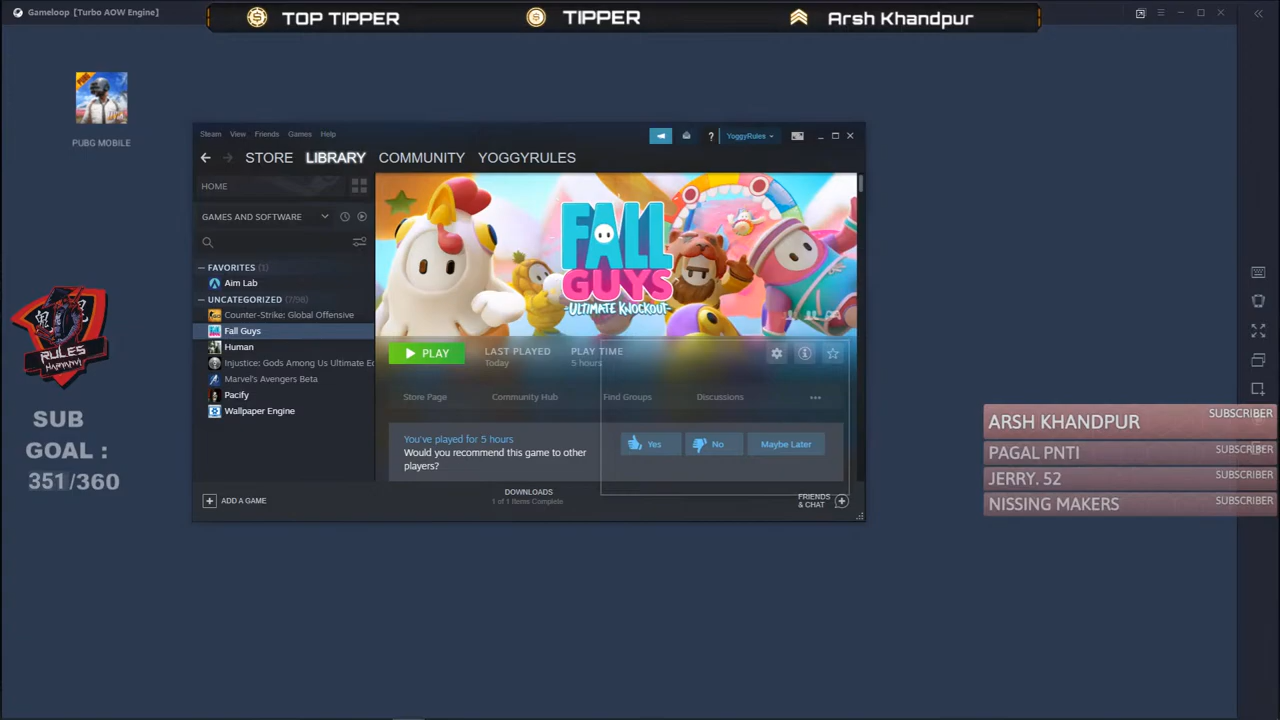 Gameloop【Turbo AOW Engine】
TOP TIPPER
TIPPER
Arsh Khandpur
PUBG MOBILE
Steam View Friends Games Help
YoggyRules
STORE LIBRARY COMMUNITY YOGGYRULES
HOME
GAMES AND SOFTWARE
FAVORITES (1)
Aim Lab
UNCATEGORIZED (7/98)
Counter-Strike: Global Offensive
Fall Guys
Human
Injustice: Gods Among Us Ultimate Ed
Marvel's Avengers Beta
Pacify
Wallpaper Engine
FALL
GUYS
-ULTIMATE KNOCKOUT-
PLAY
LAST PLAYED
Today
PLAY TIME
5 hours
Store Page Community Hub Find Groups Discussions
You've played for 5 hours
Would you recommend this game to other
players?
Yes No Maybe Later
ADD A GAME
DOWNLOADS
1 of 1 Items Complete
FRIENDS
& CHAT
RULES
SUB
GOAL :
351/360
ARSH KHANDPUR SUBSCRIBER
PAGAL PNTI SUBSCRIBER
JERRY. 52 SUBSCRIBER
NISSING MAKERS SUBSCRIBER